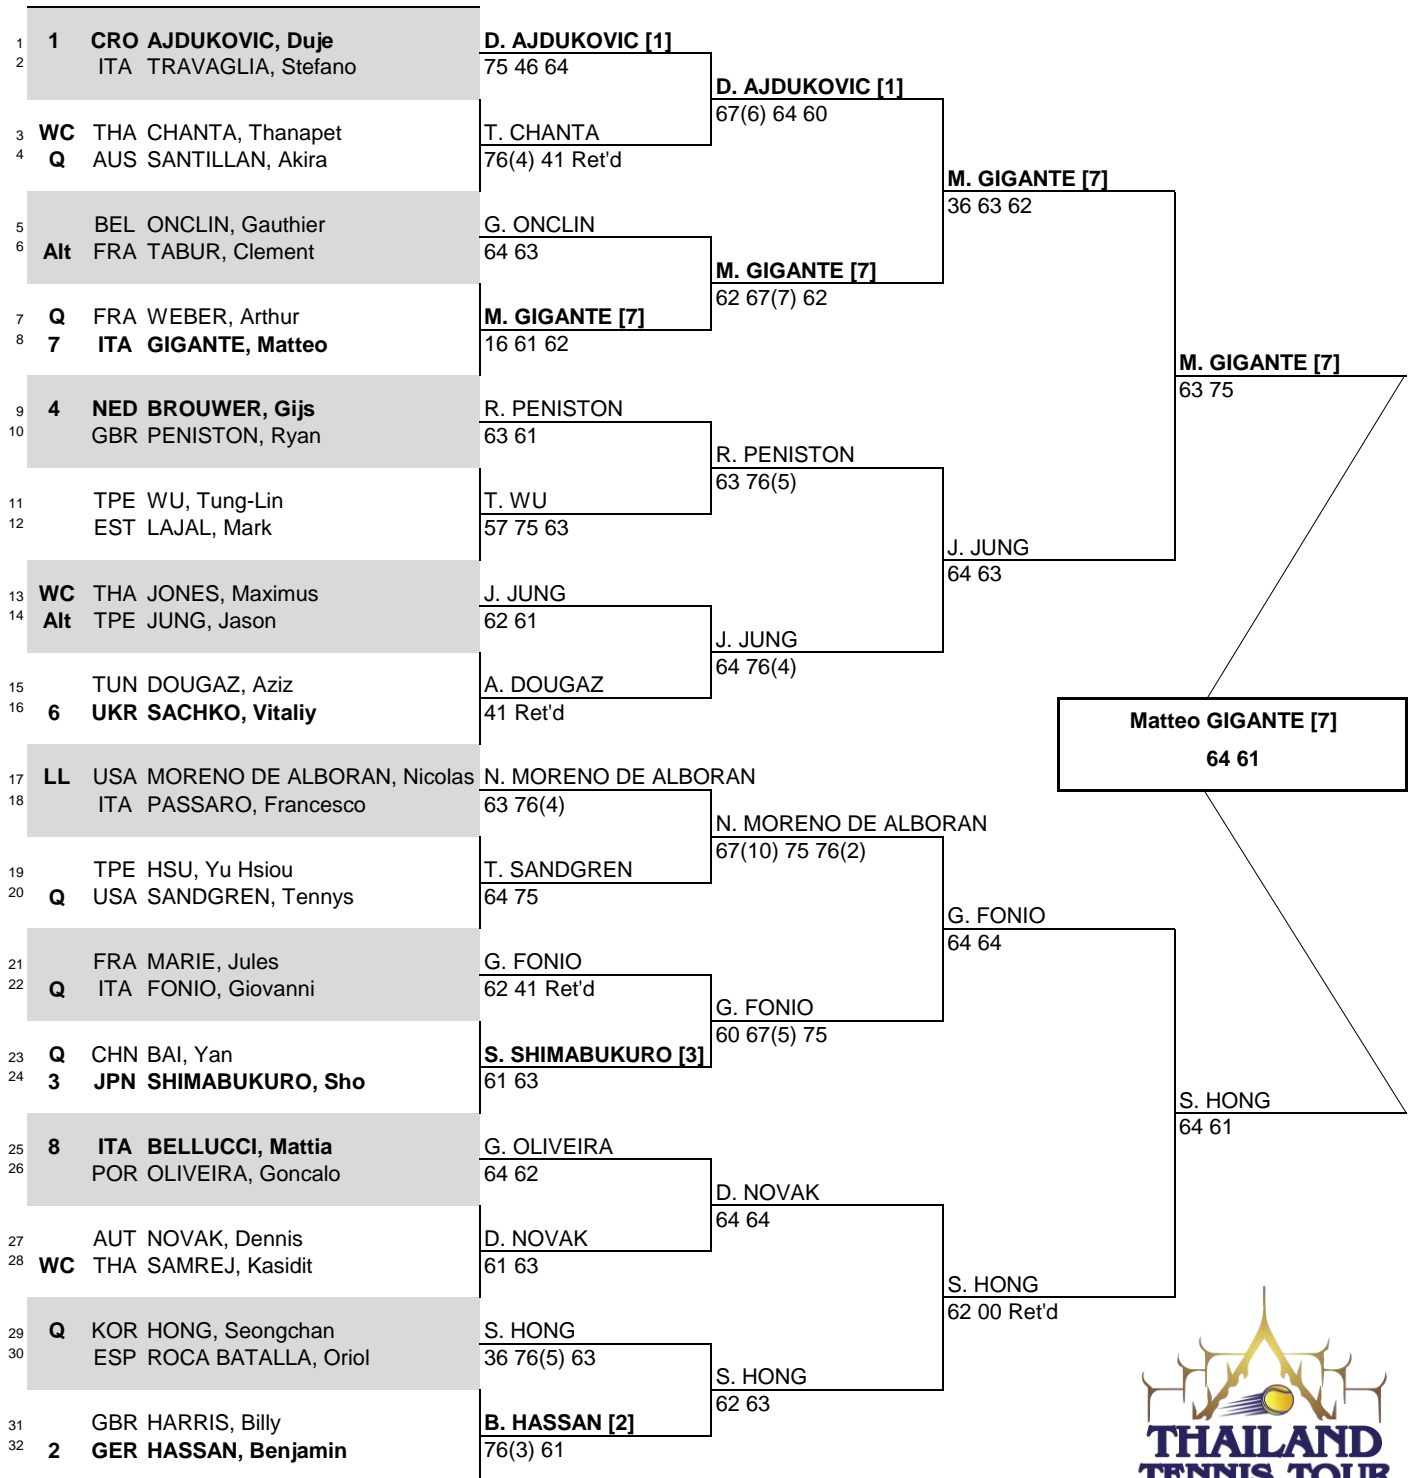 1 1 CRO AJDUKOVIC, Duje
2 ITA TRAVAGLIA, Stefano
3 WC THA CHANTA, Thanapet
4 Q AUS SANTILLAN, Akira
5 BEL ONCLIN, Gauthier
6 Alt FRA TABUR, Clement
7 Q FRA WEBER, Arthur
8 7 ITA GIGANTE, Matteo
9 4 NED BROUWER, Gijs
10 GBR PENISTON, Ryan
11 TPE WU, Tung-Lin
12 EST LAJAL, Mark
13 WC THA JONES, Maximus
14 Alt TPE JUNG, Jason
15 TUN DOUGAZ, Aziz
16 6 UKR SACHKO, Vitaliy
17 LL USA MORENO DE ALBORAN, Nicolas
18 ITA PASSARO, Francesco
19 TPE HSU, Yu Hsiou
20 Q USA SANDGREN, Tennys
21 FRA MARIE, Jules
22 Q ITA FONIO, Giovanni
23 Q CHN BAI, Yan
24 3 JPN SHIMABUKURO, Sho
25 8 ITA BELLUCCI, Mattia
26 POR OLIVEIRA, Goncalo
27 AUT NOVAK, Dennis
28 WC THA SAMREJ, Kasidit
29 Q KOR HONG, Seongchan
30 ESP ROCA BATALLA, Oriol
31 GBR HARRIS, Billy
32 2 GER HASSAN, Benjamin
D. AJDUKOVIC [1]
75 46 64
T. CHANTA
76(4) 41 Ret'd
G. ONCLIN
64 63
M. GIGANTE [7]
16 61 62
R. PENISTON
63 61
T. WU
57 75 63
J. JUNG
62 61
A. DOUGAZ
41 Ret'd
N. MORENO DE ALBORAN
63 76(4)
T. SANDGREN
64 75
G. FONIO
62 41 Ret'd
S. SHIMABUKURO [3]
61 63
G. OLIVEIRA
64 62
D. NOVAK
61 63
S. HONG
36 76(5) 63
B. HASSAN [2]
76(3) 61
D. AJDUKOVIC [1]
67(6) 64 60
M. GIGANTE [7]
62 67(7) 62
R. PENISTON
63 76(5)
J. JUNG
64 76(4)
N. MORENO DE ALBORAN
67(10) 75 76(2)
G. FONIO
60 67(5) 75
D. NOVAK
64 64
S. HONG
62 63
M. GIGANTE [7]
36 63 62
J. JUNG
64 63
G. FONIO
64 64
S. HONG
62 00 Ret'd
M. GIGANTE [7]
63 75
S. HONG
64 61
Matteo GIGANTE [7]
64 61
THAILAND
TENNIS TOUR